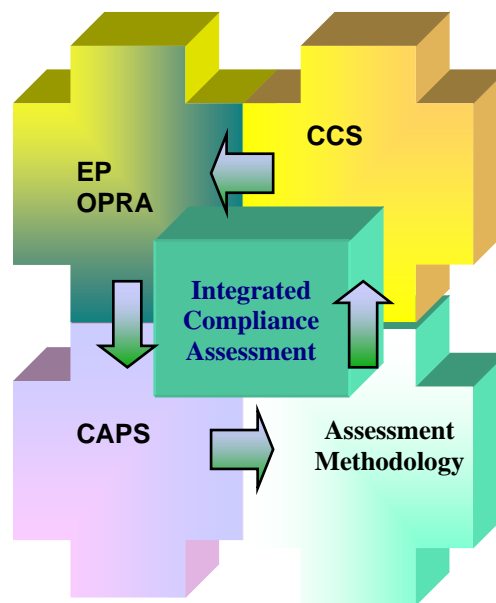 EP
OPRA
CCS
Integrated
Compliance
Assessment
CAPS
Assessment
Methodology